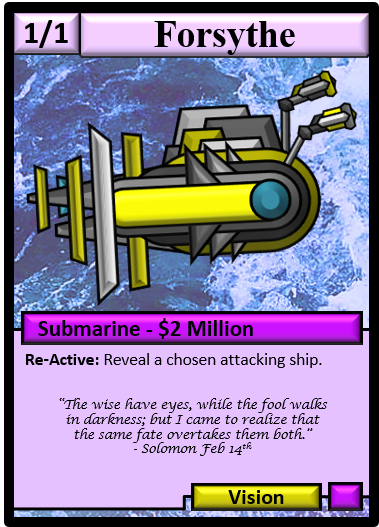 1/1 Forsythe
Submarine - $2 Million
Re-Active: Reveal a chosen attacking ship.
"The wise have eyes, while the fool walks
in darkness; but I came to realize that
the same fate overtakes them both."
- Solomon Feb 14th
Vision